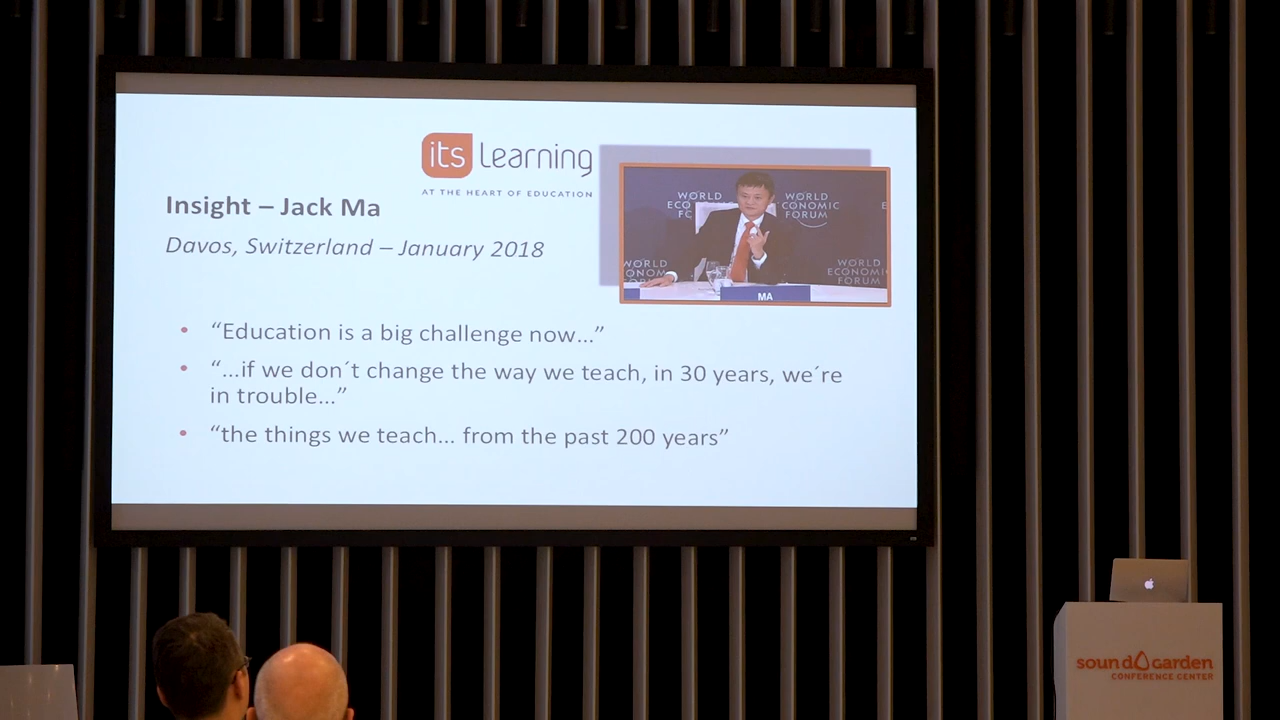 its learning
AT THE HEART OF EDUCATION
Insight – Jack Ma
Davos, Switzerland – January 2018
WORLD
ECONOMIC
FORUM
WORLD
ECO
FC
WORLD
ECONOMIC
FORUM
MA
• “Education is a big challenge now...”
• “...if we don´t change the way we teach, in 30 years, we´re
in trouble...”
• “the things we teach... from the past 200 years”
sound garden
CONFERENCE CENTER